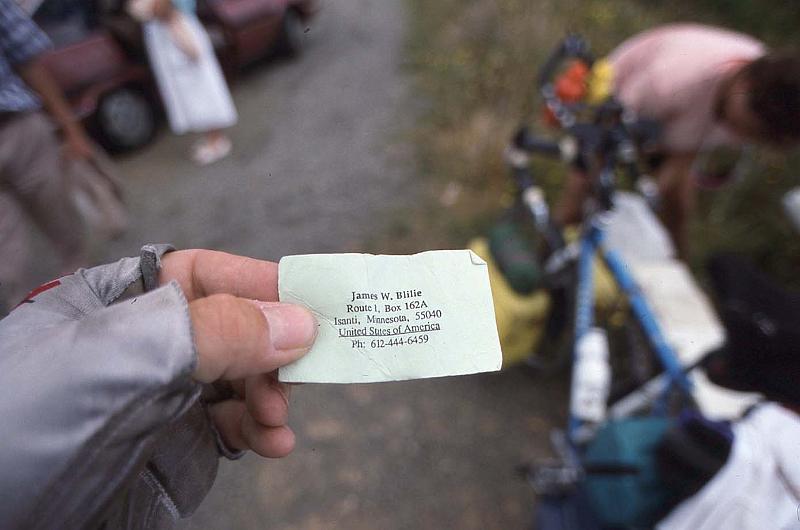 James W. Blilie
Route 1, Box 162A
Isanti, Minnesota, 55040
United States of America
Ph: 612-444-6459